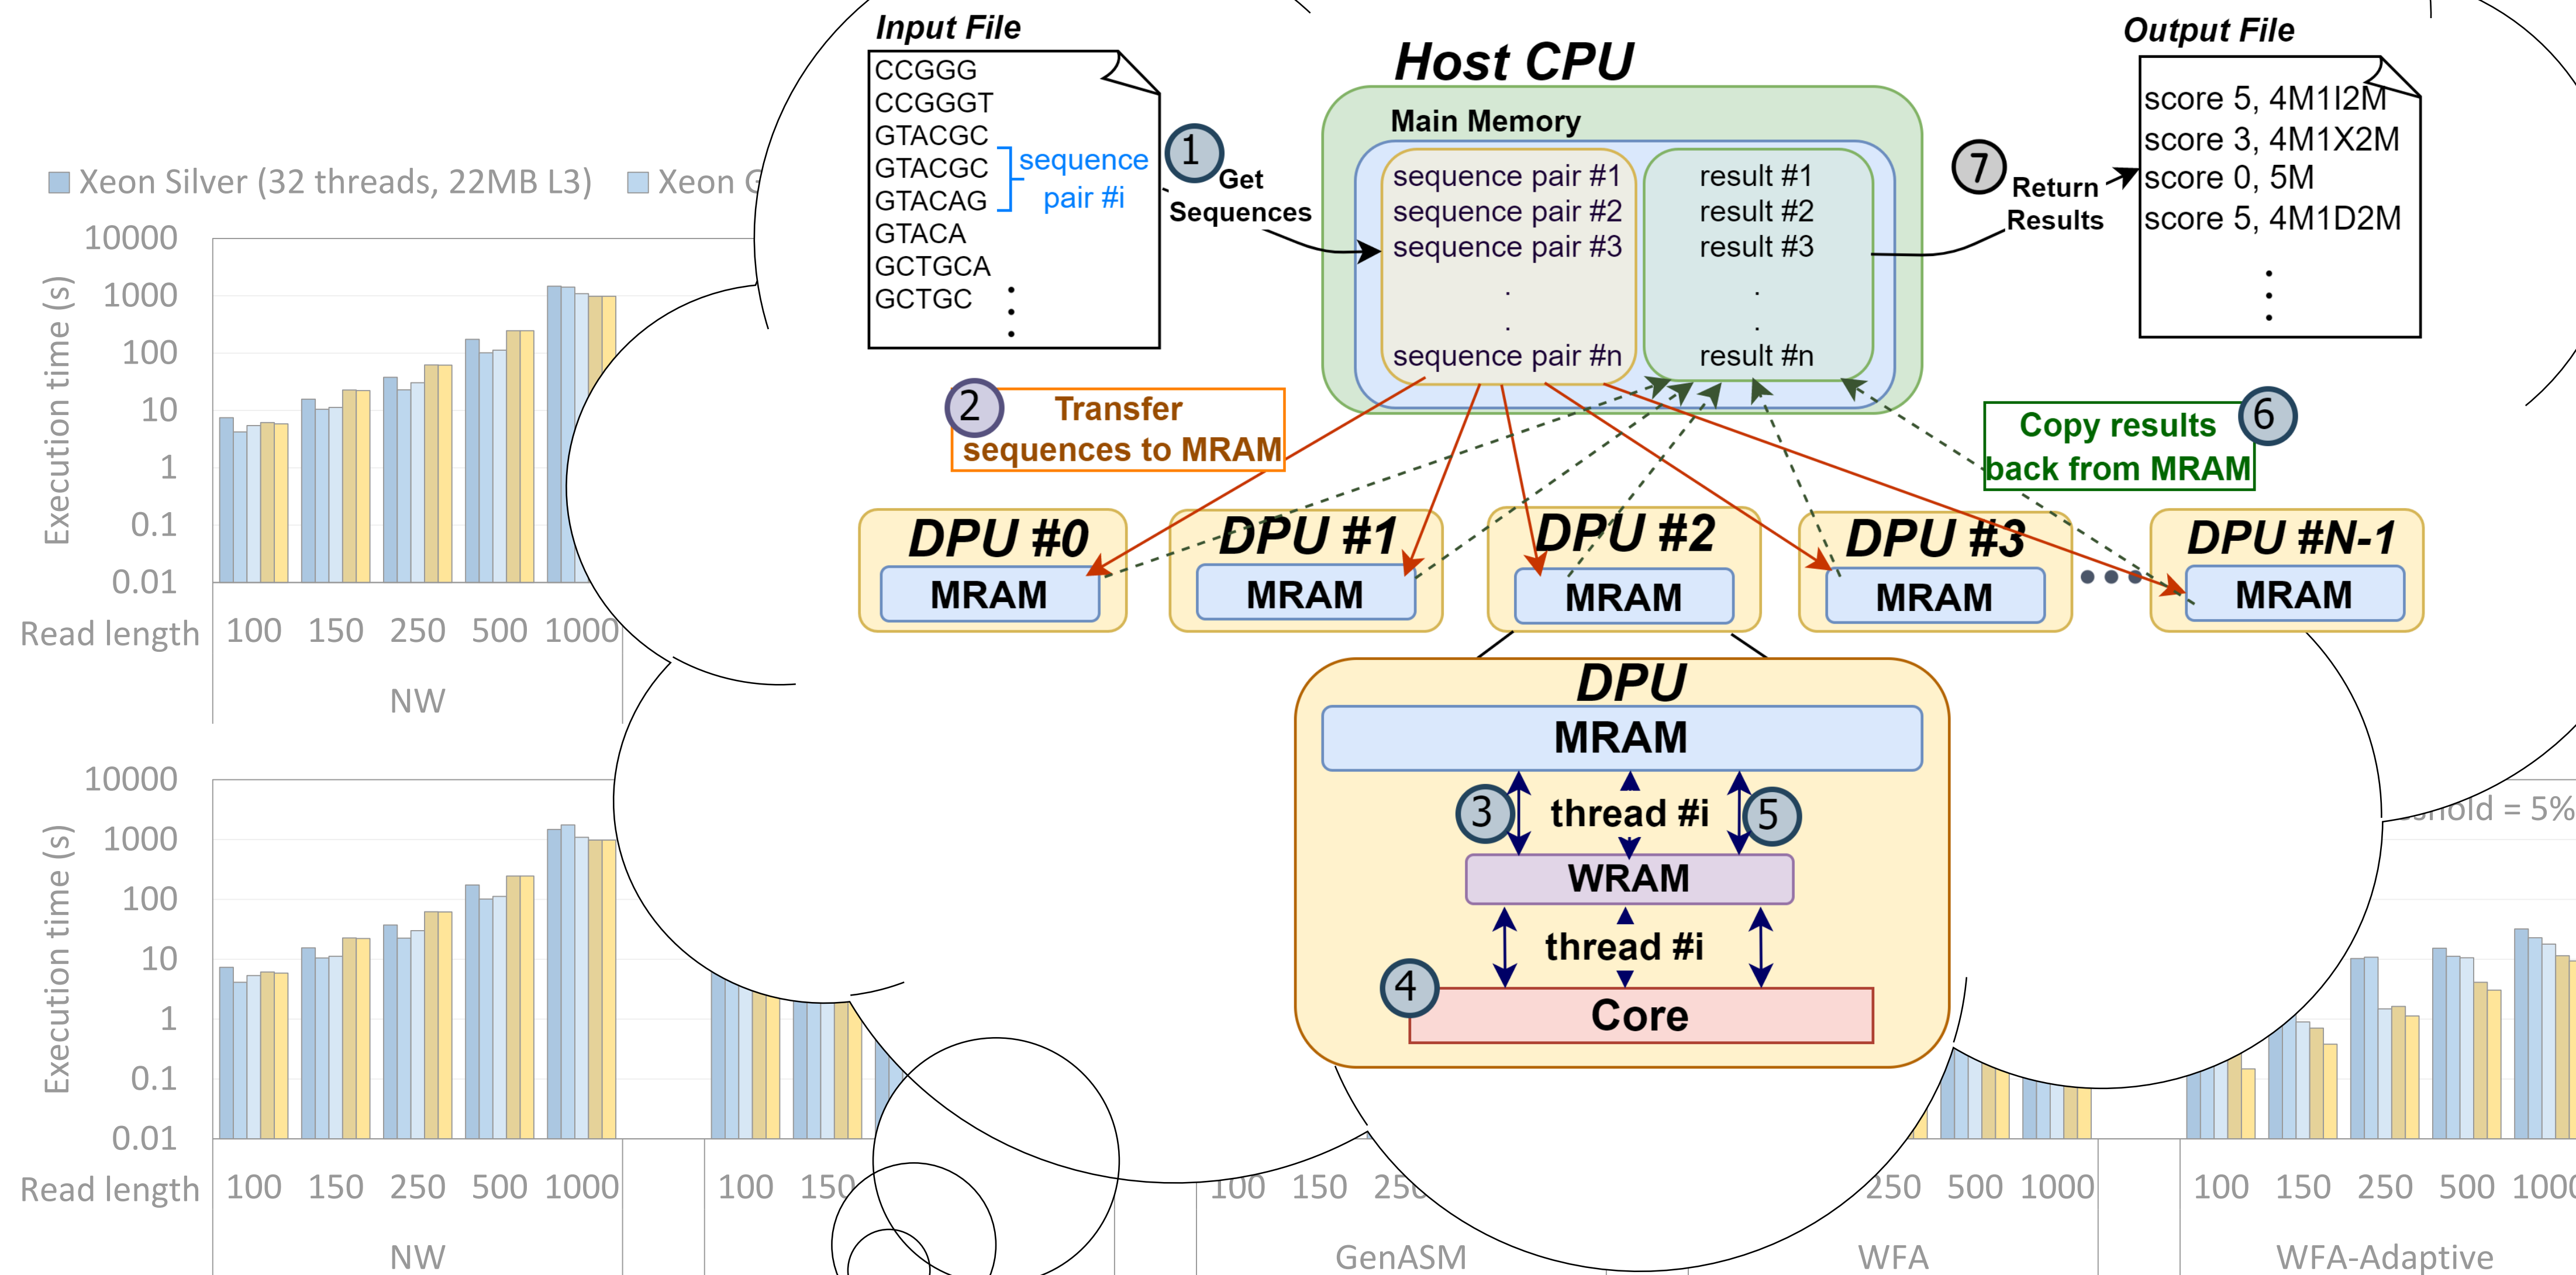 Input File
CCGGG
CCGGGT
GTACGC
GTACGC
GTACAG
GTACA
GCTGCA
GCTGC
sequence
pair #i
1
Get
Sequences
Host CPU
Main Memory
sequence pair #1
sequence pair #2
sequence pair #3
sequence pair #n
result #1
result #2
result #3
result #n
7
Return
Results
Output File
score 5, 4M1I2M
score 3, 4M1X2M
score 0, 5M
score 5, 4M1D2M
2
Transfer
sequences to MRAM
6
Copy results
back from MRAM
DPU #0
MRAM
DPU #1
MRAM
DPU #2
MRAM
DPU #3
MRAM
DPU #N-1
MRAM
DPU
MRAM
3
thread #i
5
WRAM
thread #i
4
Core
Xeon Silver (32 threads, 22MB L3)
Xeon
Execution time (s)
10000
1000
100
10
1
0.1
0.01
Read length
100 150 250 500 1000
NW
Execution time (s)
10000
1000
100
10
1
0.1
0.01
= 5%
Read length
100 150 250 500 1000
100 150
100 150
250 500 1000
100 150 250 500
NW
GenASM
WFA
WFA-Adaptive